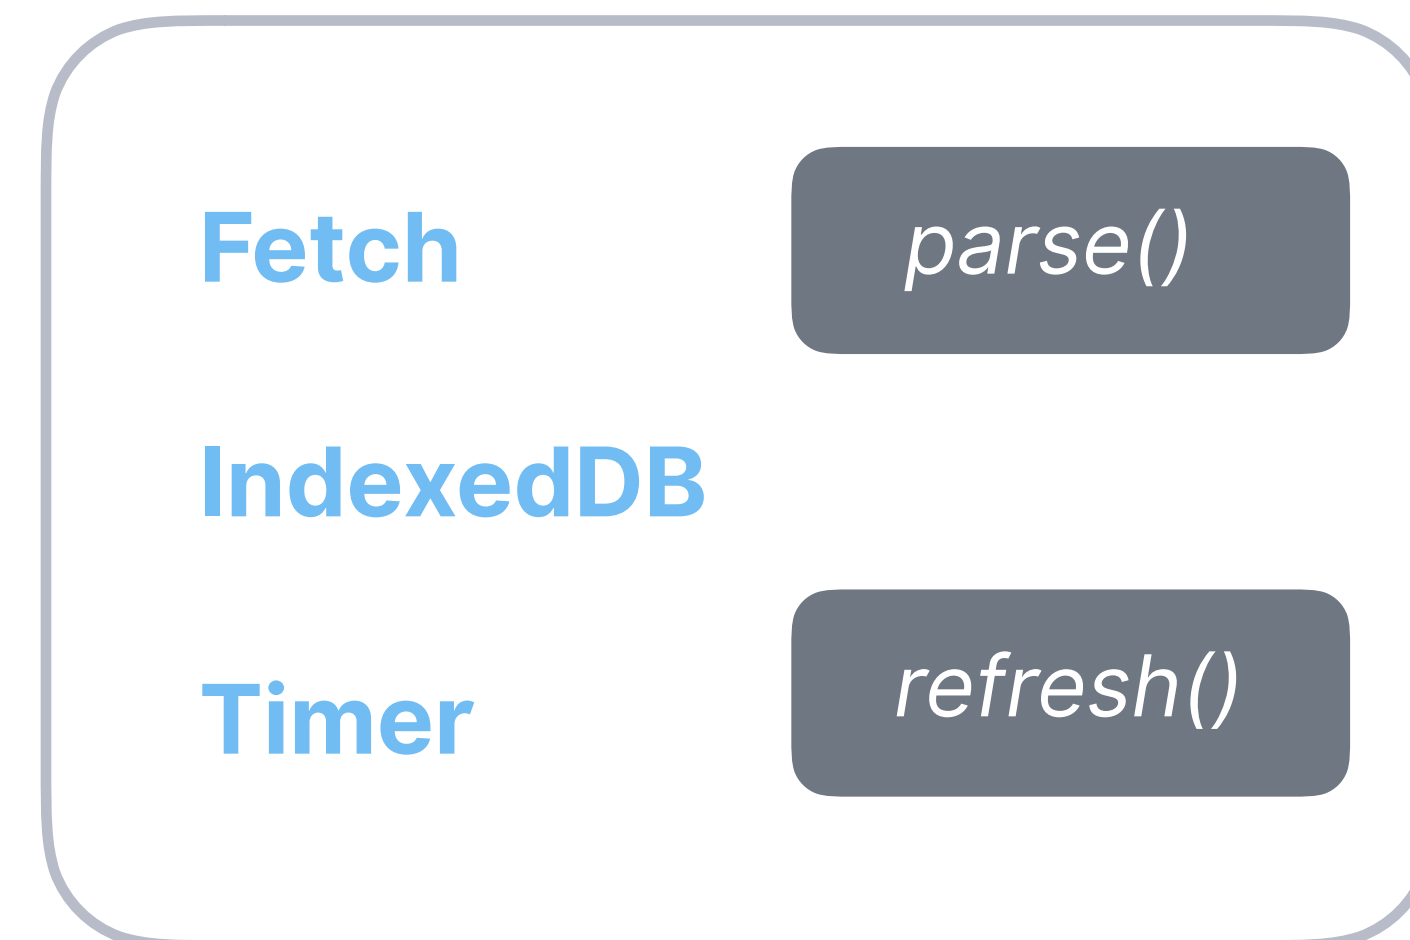 Fetch
parse()
IndexedDB
Timer
refresh()